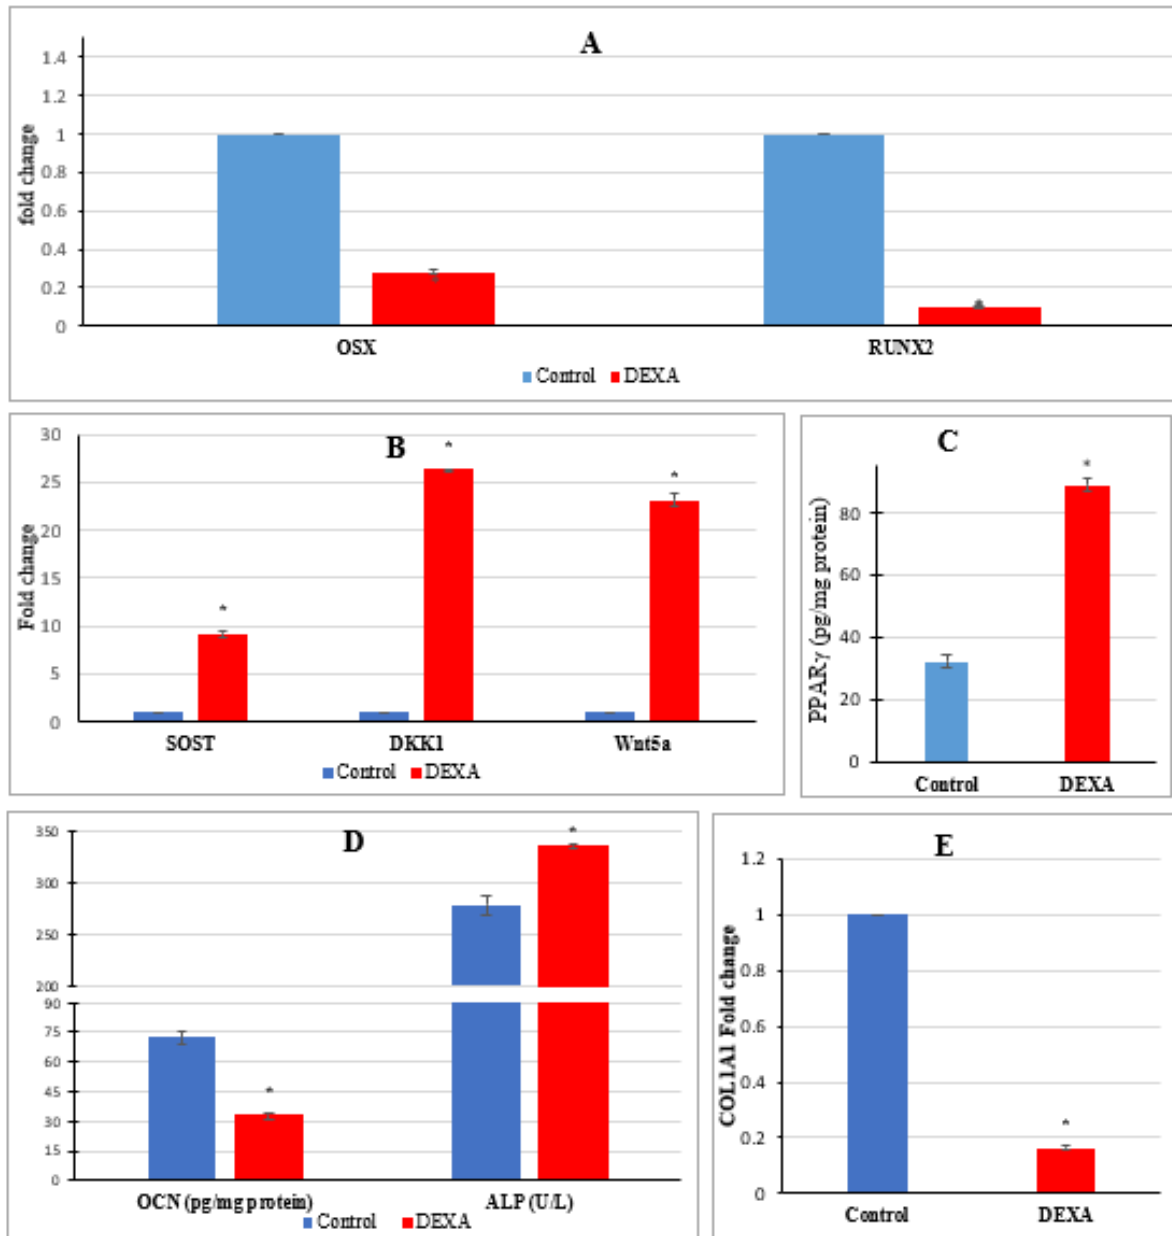 A
fold change
1.4
1.2
1
0.8
0.6
0.4
0.2
0
*
*
OSX
RUNX2
Control DEXA
B
Fold change
30
25
20
15
10
5
0
*
*
*
SOST
DKK1
Wnt5a
Control DEXA
C
PPAR-γ (pg/mg protein)
80
60
40
20
0
*
Control
DEXA
D
350
300
250
200
90
75
60
45
30
15
0
*
*
OCN (pg/mg protein)
ALP (U/L)
Control DEXA
E
COL1A1 Fold change
1.2
1
0.8
0.6
0.4
0.2
0
*
Control
DEXA